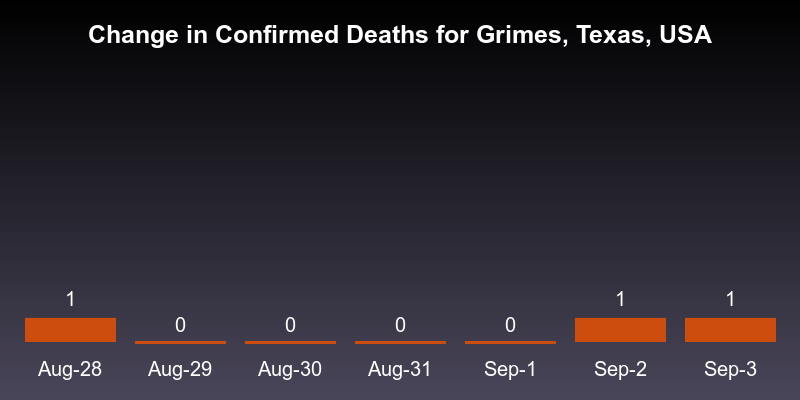 Change in Confirmed Deaths for Grimes, Texas, USA
1 0 0 0 0 1 1
Aug-28 Aug-29 Aug-30 Aug-31 Sep-1 Sep-2 Sep-3